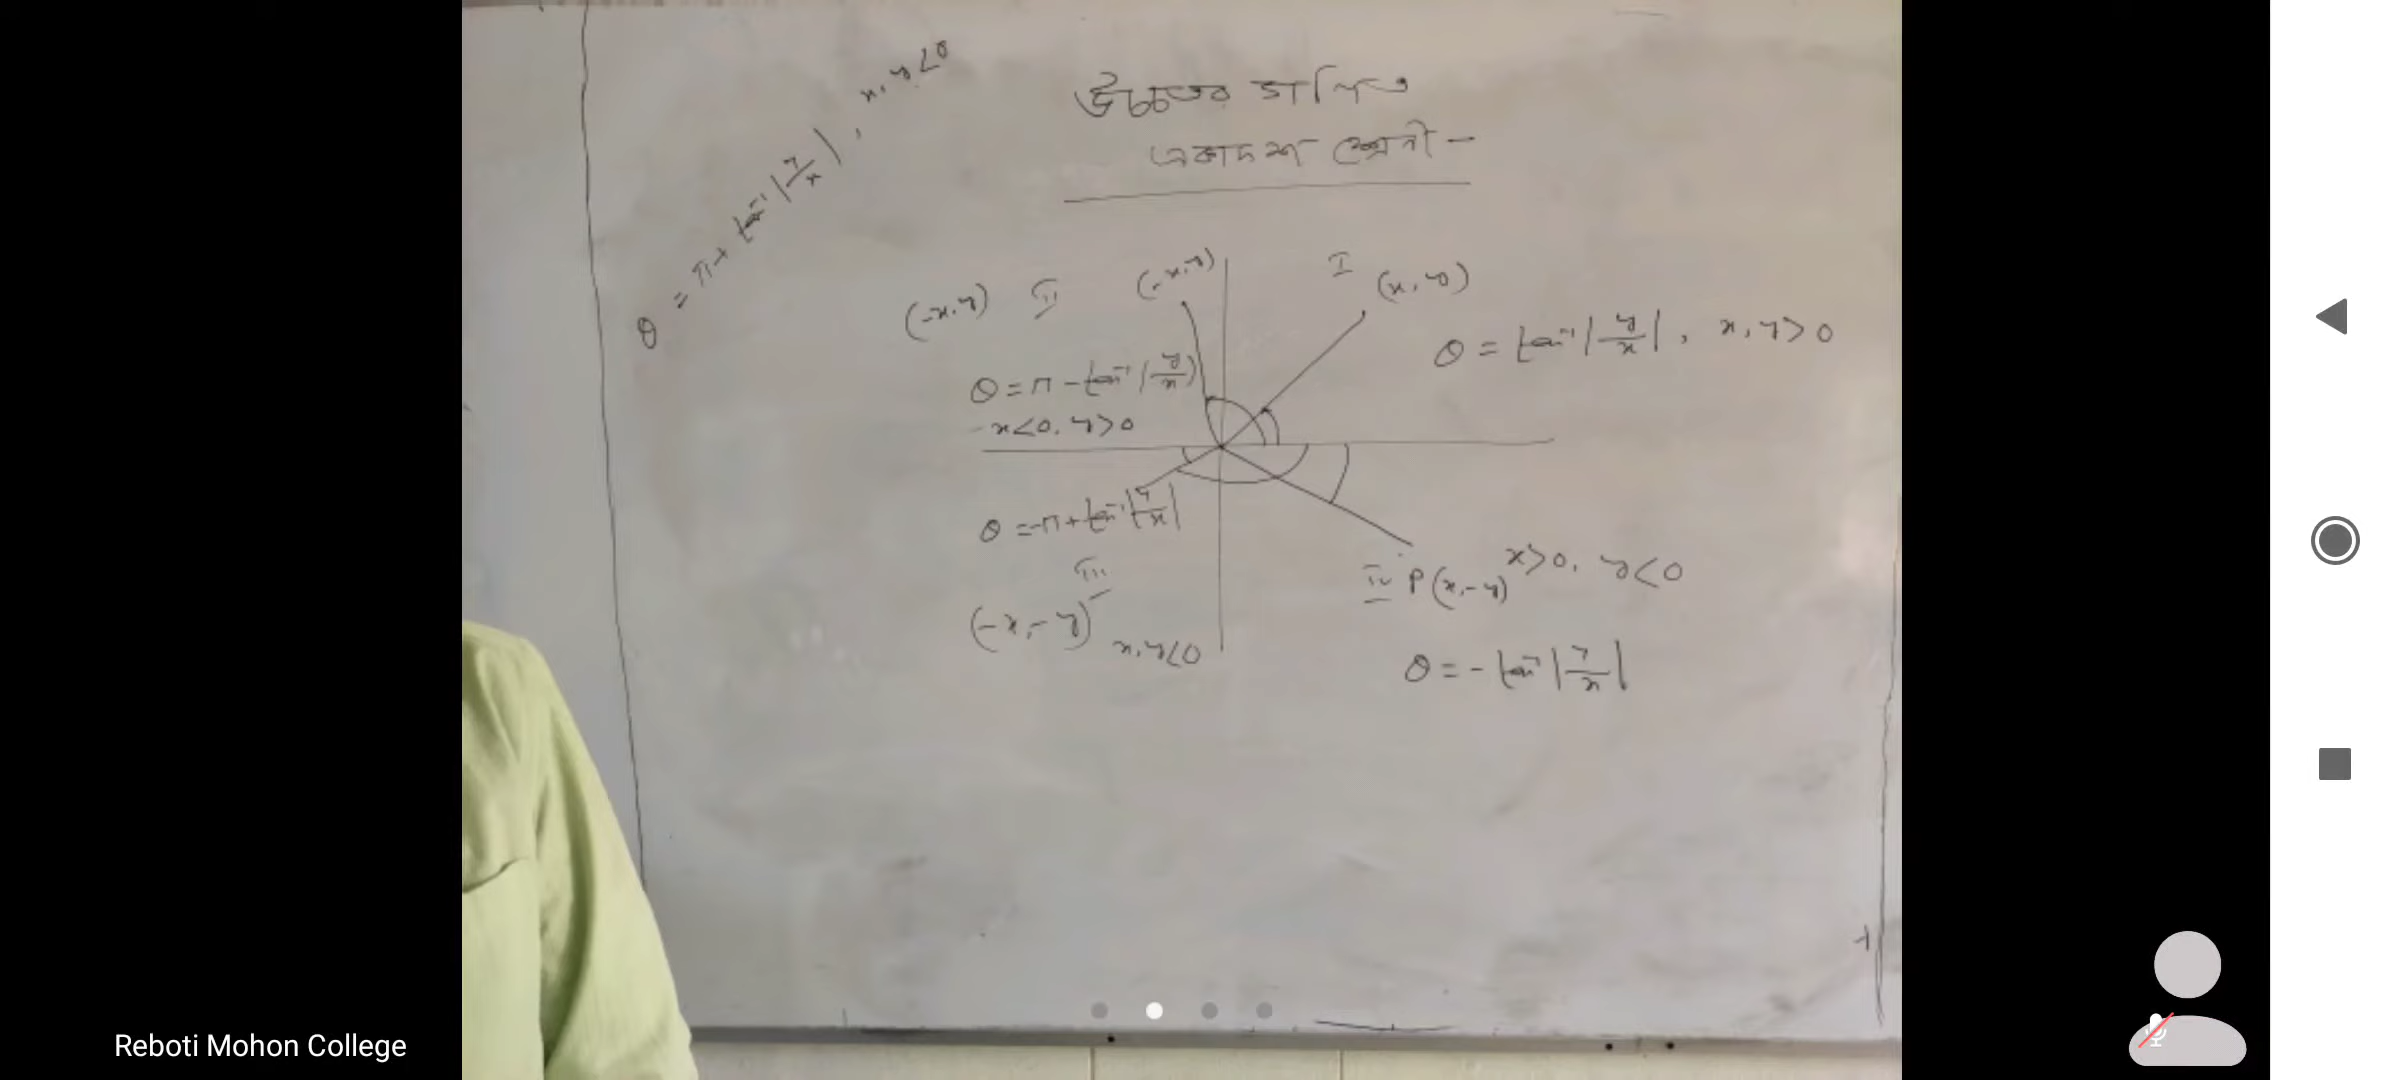 উচ্চতর গণিত
একাদশ শ্রেণী -
θ = π + tan⁻¹ |y/x| , x, y < 0
(-x, y) II (-x, y)
I (x, y)
θ = tan⁻¹ |y/x| , x, y > 0
θ = π - tan⁻¹ |y/x|
x < 0, y > 0
θ = -π + tan⁻¹ |y/x|
III
(-x, -y)
x, y < 0
IV P (x, -y) x > 0, y < 0
θ = - tan⁻¹ |y/x|
Reboti Mohon College